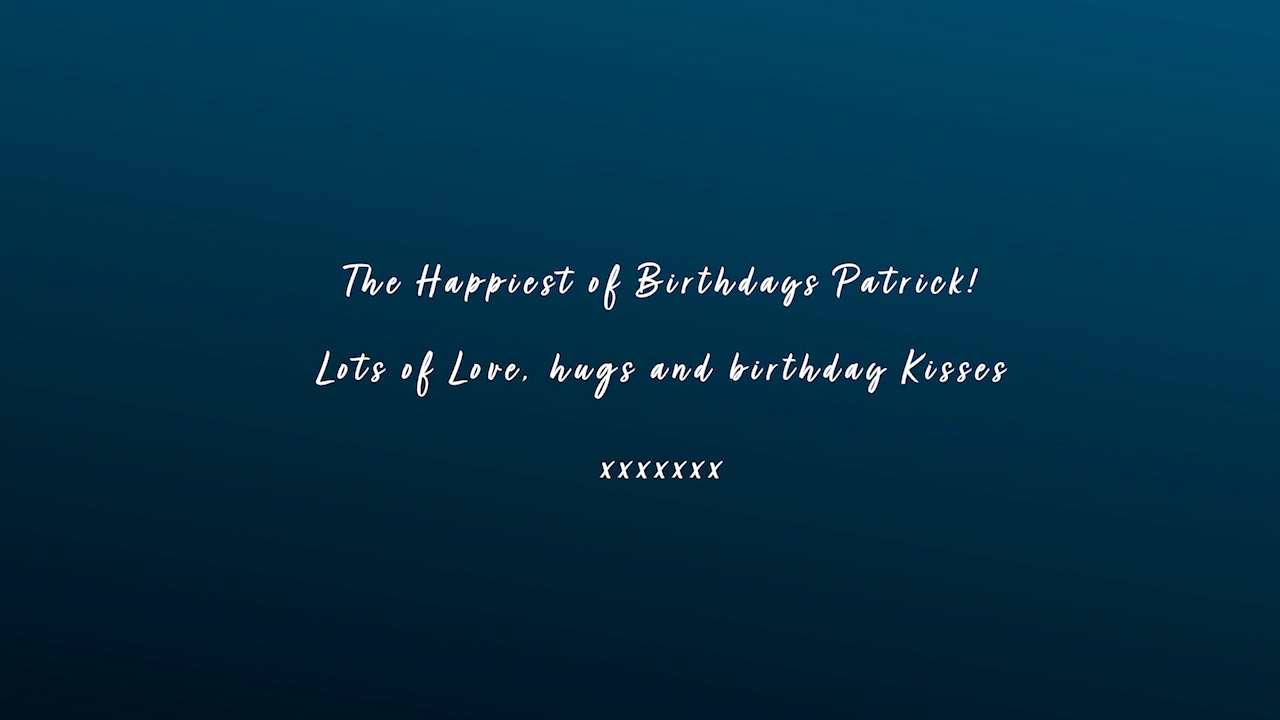 The Happiest of Birthdays Patrick!
Lots of Love, hugs and birthday Kisses
xxxxxxx